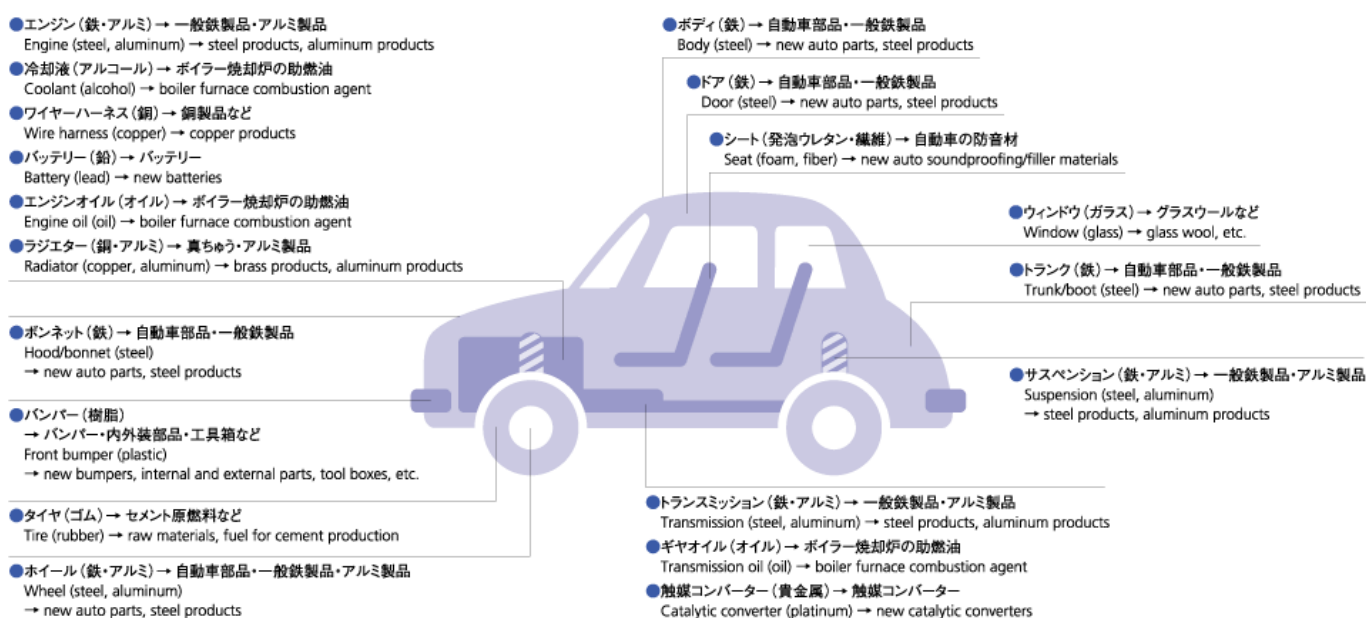 ●エンジン（鉄・アルミ）→ 一般鉄製品・アルミ製品
Engine (steel, aluminum) → steel products, aluminum products
●冷却液（アルコール）→ ボイラー焼却炉の助燃油
Coolant (alcohol) → boiler furnace combustion agent
●ワイヤーハーネス（銅）→ 銅製品など
Wire harness (copper) → copper products
●バッテリー（鉛）→ バッテリー
Battery (lead) → new batteries
●エンジンオイル（オイル）→ ボイラー焼却炉の助燃油
Engine oil (oil) → boiler furnace combustion agent
●ラジエター（銅・アルミ）→ 真ちゅう・アルミ製品
Radiator (copper, aluminum) → brass products, aluminum products
●ボンネット（鉄）→ 自動車部品・一般鉄製品
Hood/bonnet (steel)
→ new auto parts, steel products
●バンパー（樹脂）
→ バンパー・内外装部品・工具箱など
Front bumper (plastic)
→ new bumpers, internal and external parts, tool boxes, etc.
●タイヤ（ゴム）→ セメント原燃料など
Tire (rubber) → raw materials, fuel for cement production
●ホイール（鉄・アルミ）→ 自動車部品・一般鉄製品・アルミ製品
Wheel (steel, aluminum)
→ new auto parts, steel products
●ボディ（鉄）→ 自動車部品・一般鉄製品
Body (steel) → new auto parts, steel products
●ドア（鉄）→ 自動車部品・一般鉄製品
Door (steel) → new auto parts, steel products
●シート（発泡ウレタン・繊維）→ 自動車の防音材
Seat (foam, fiber) → new auto soundproofing/filler materials
●ウィンドウ（ガラス）→ グラスウールなど
Window (glass) → glass wool, etc.
●トランク（鉄）→ 自動車部品・一般鉄製品
Trunk/boot (steel) → new auto parts, steel products
●サスペンション（鉄・アルミ）→ 一般鉄製品・アルミ製品
Suspension (steel, aluminum)
→ steel products, aluminum products
●トランスミッション（鉄・アルミ）→ 一般鉄製品・アルミ製品
Transmission (steel, aluminum) → steel products, aluminum products
●ギヤオイル（オイル）→ ボイラー焼却炉の助燃油
Transmission oil (oil) → boiler furnace combustion agent
●触媒コンバーター（貴金属）→ 触媒コンバーター
Catalytic converter (platinum) → new catalytic converters